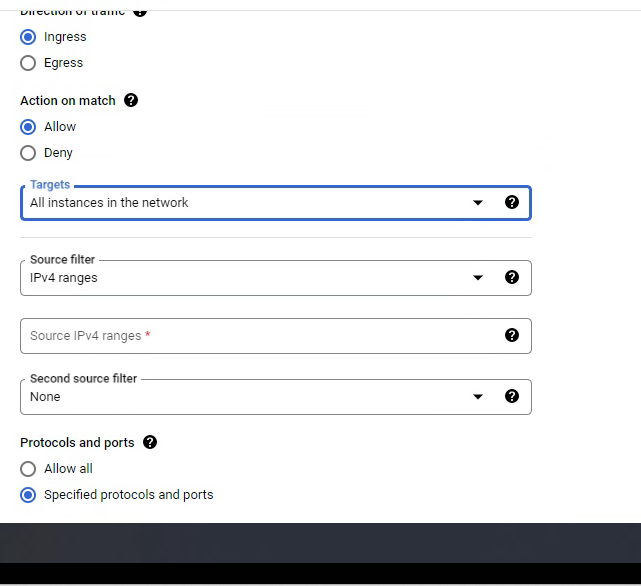 Direction of traffic
Ingress
Egress
Action on match
Allow
Deny
Targets
All instances in the network
Source filter
IPv4 ranges
Source IPv4 ranges *
Second source filter
None
Protocols and ports
Allow all
Specified protocols and ports